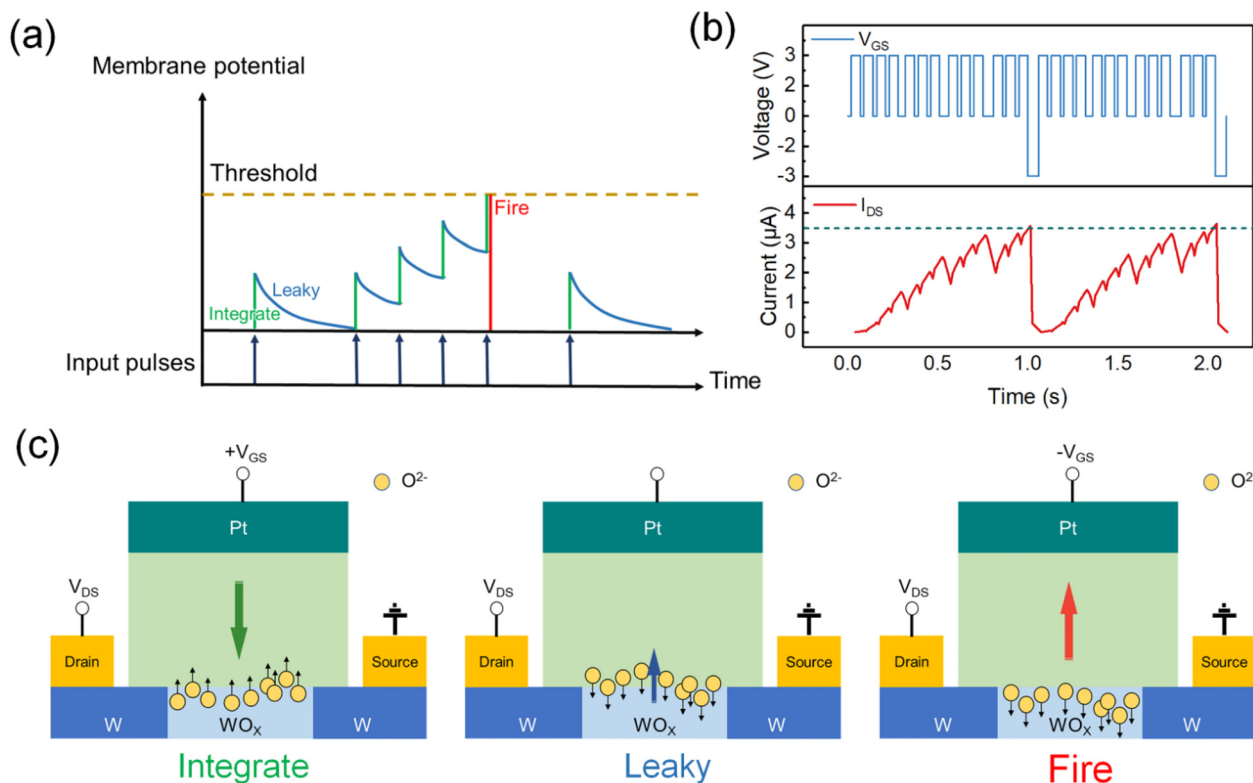 (a)
Membrane potential
Threshold
Fire
Leaky
Integrate
Input pulses
Time
(b)
V_GS
Voltage (V)
3
2
0
-2
-3
I_DS
Current (µA)
4
3
2
1
0
0.0 0.5 1.0 1.5 2.0
Time (s)
(c)
+V_GS
O²⁻
Pt
V_DS
Drain
Source
W
WO_X
W
Integrate
O²⁻
Pt
V_DS
Drain
Source
W
WO_X
W
Leaky
-V_GS
O²
Pt
V_DS
Drain
Source
W
WO_X
W
Fire